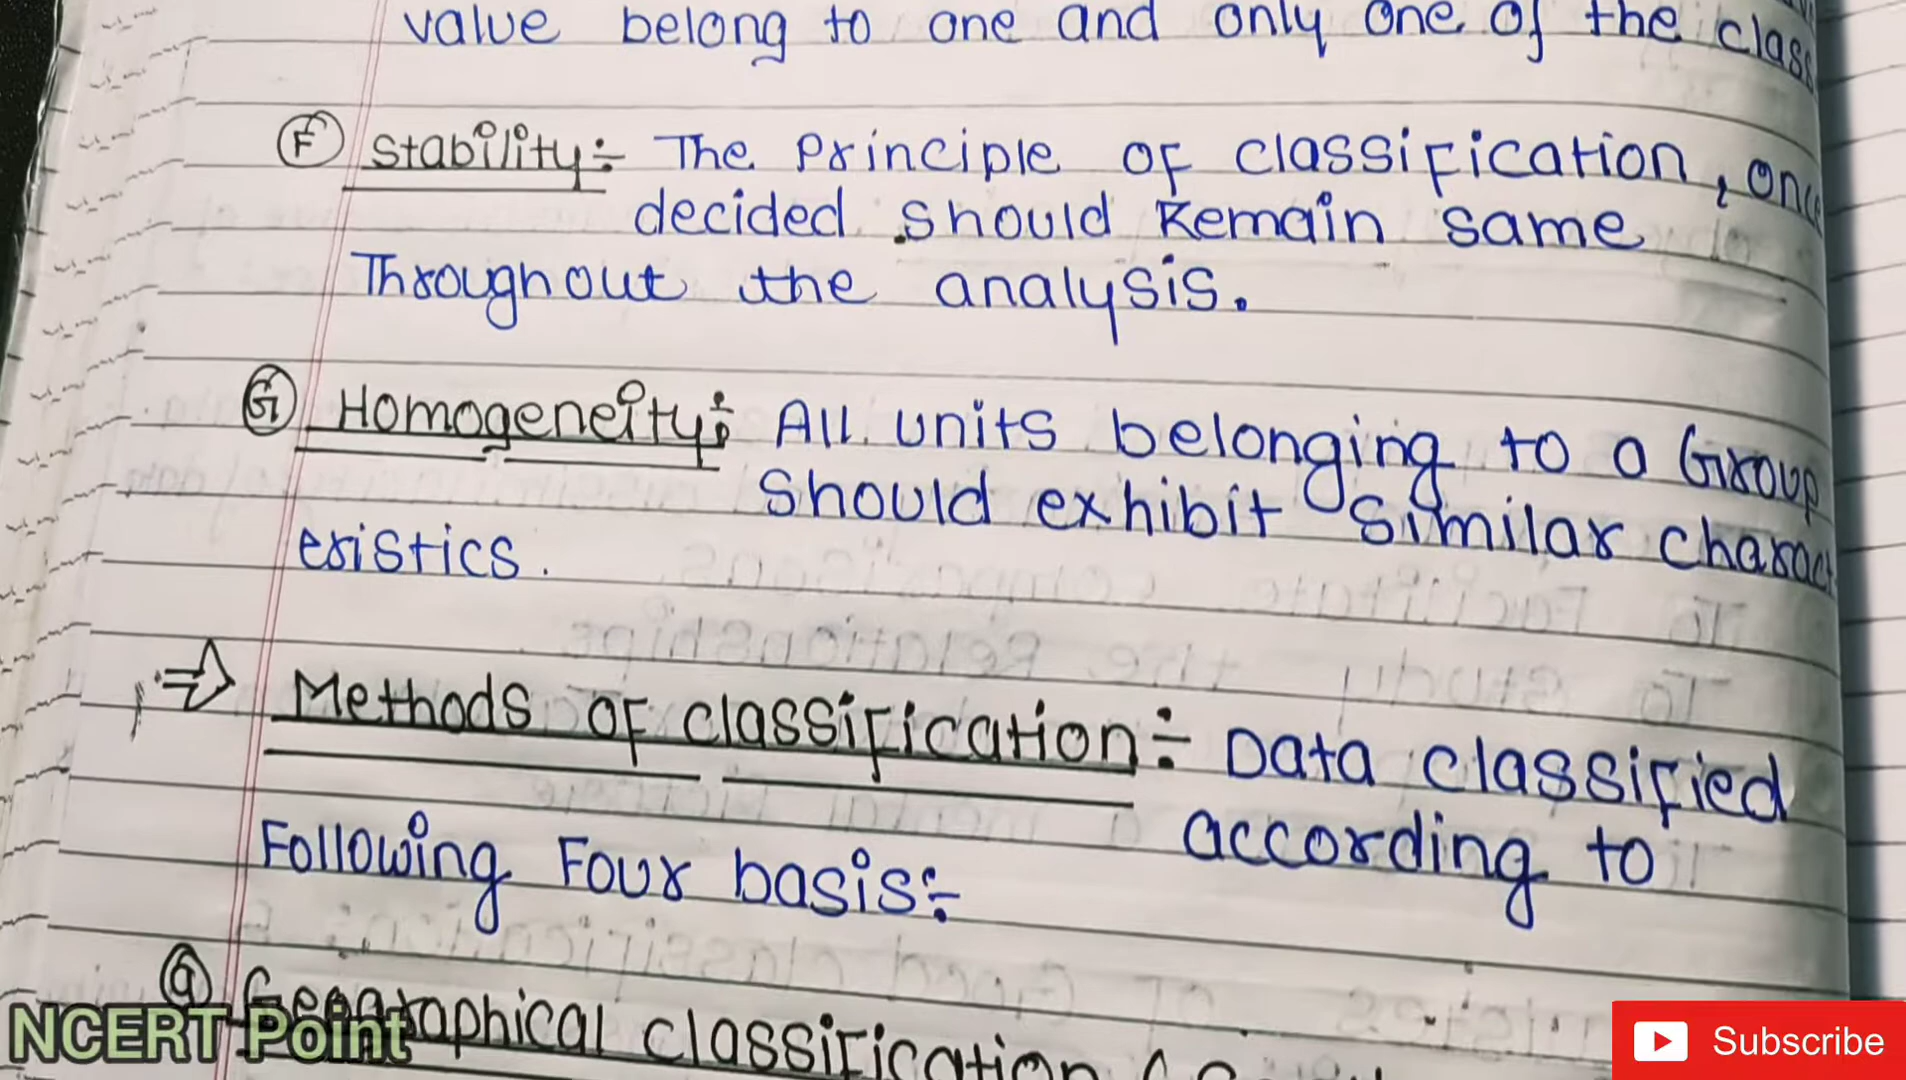 value belong to one and only one of the class
Ⓕ Stability÷ The Principle of classification, once
decided should Remain same
Throughout the analysis.
Ⓖ Homogeneity÷ All units belonging to a Group
Should exhibit similar charact
eristics.
⇒ Methods of classification÷ Data classified
according to
Following Four basis÷
ⓐ Geographical classification (
NCERT Point
Subscribe